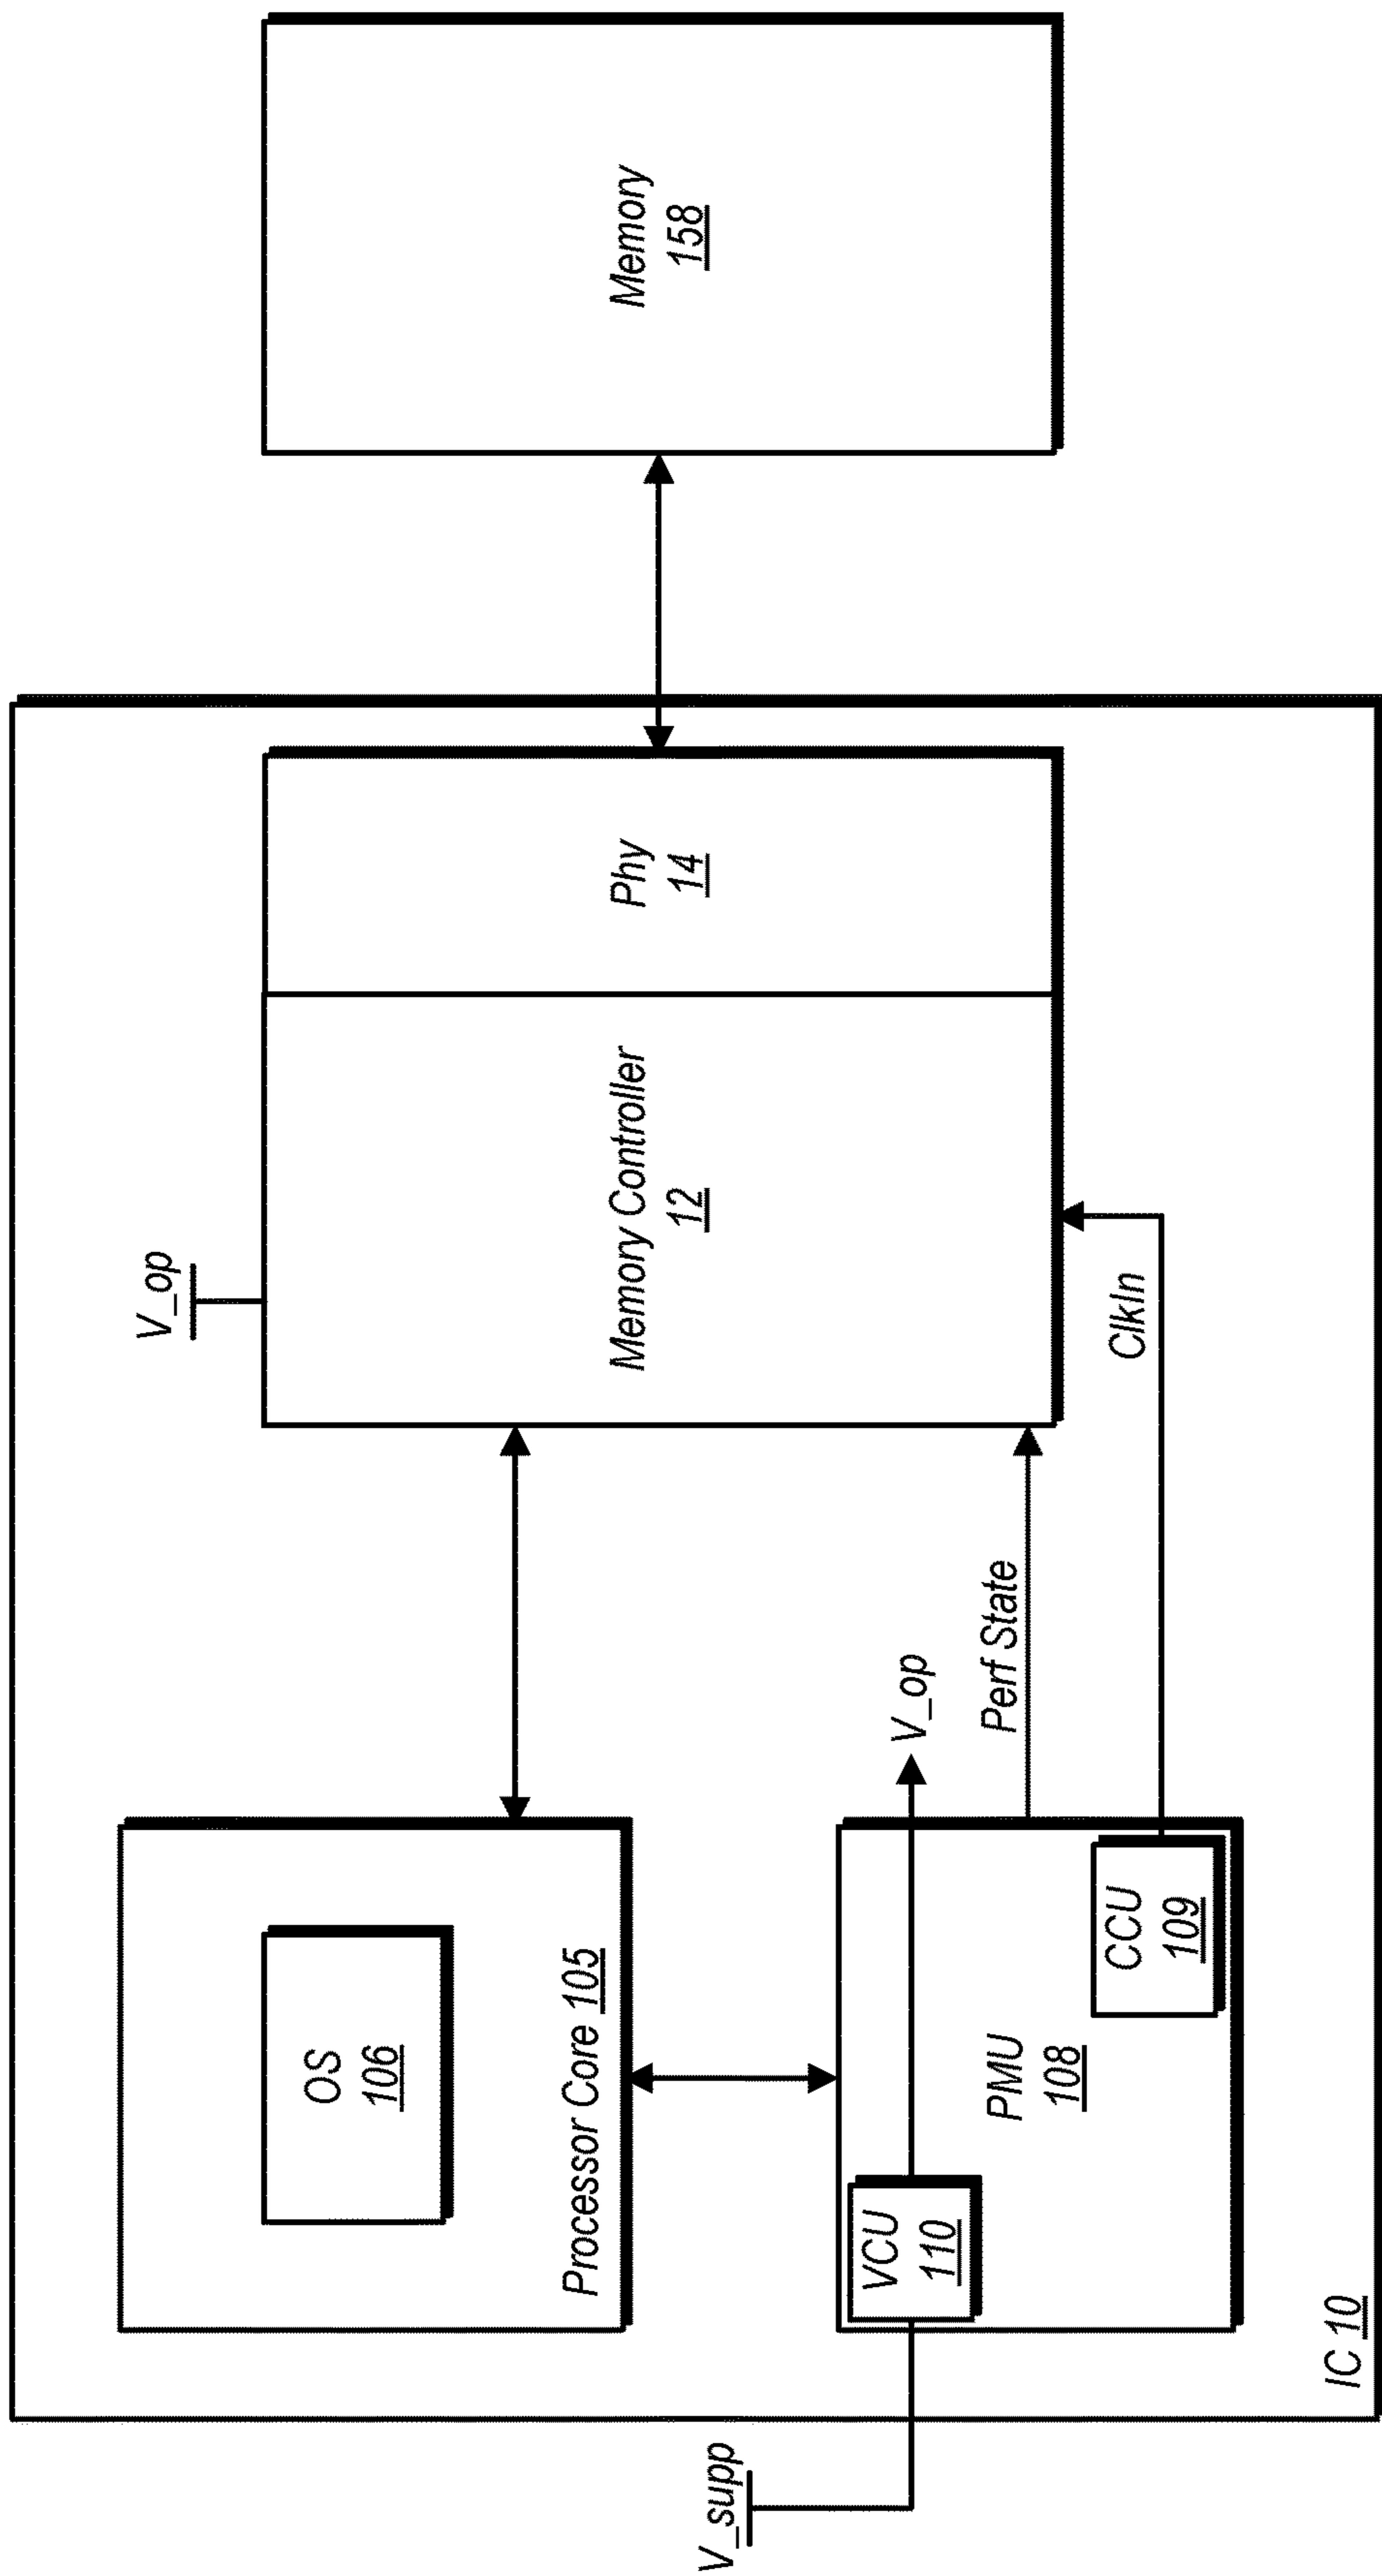 V_op
OS
106
Processor Core 105
Memory Controller
12
Phy
14
Memory
158
V_supp
VCU
110
V_op
PMU
108
CCU
109
Perf State
ClkIn
IC 10